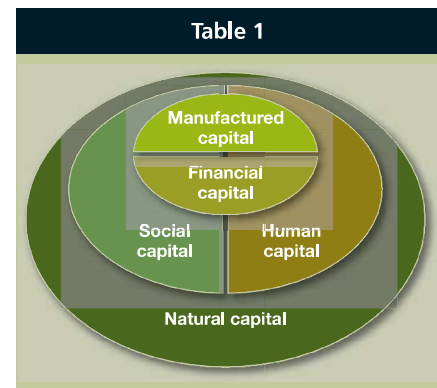 Table 1
Manufactured
capital
Financial
capital
Social
capital
Human
capital
Natural capital